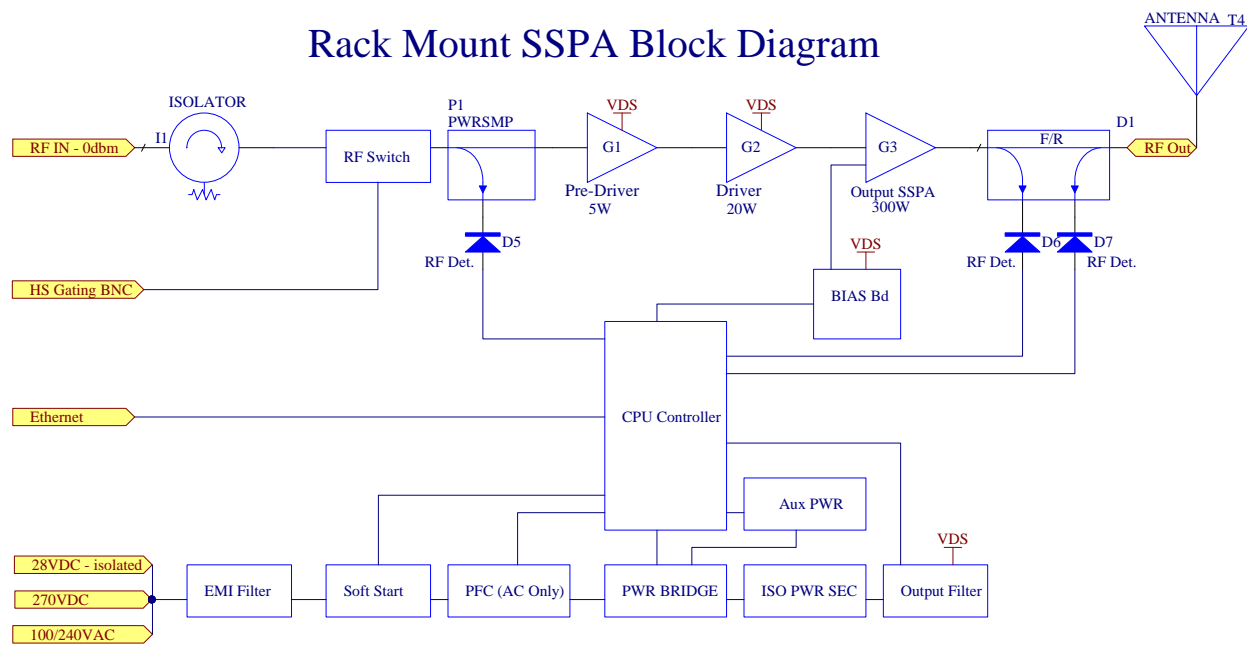 Rack Mount SSPA Block Diagram
ANTENNA T4
ISOLATOR
P1
PWRSMP
VDS
VDS
D1
RF IN - 0dbm
I1
RF Switch
G1
G2
G3
F/R
RF Out
Pre-Driver
5W
Driver
20W
Output SSPA
300W
D5
RF Det.
D6
RF Det.
D7
RF Det.
VDS
HS Gating BNC
BIAS Bd
Ethernet
CPU Controller
Aux PWR
VDS
28VDC - isolated
270VDC
100/240VAC
EMI Filter
Soft Start
PFC (AC Only)
PWR BRIDGE
ISO PWR SEC
Output Filter